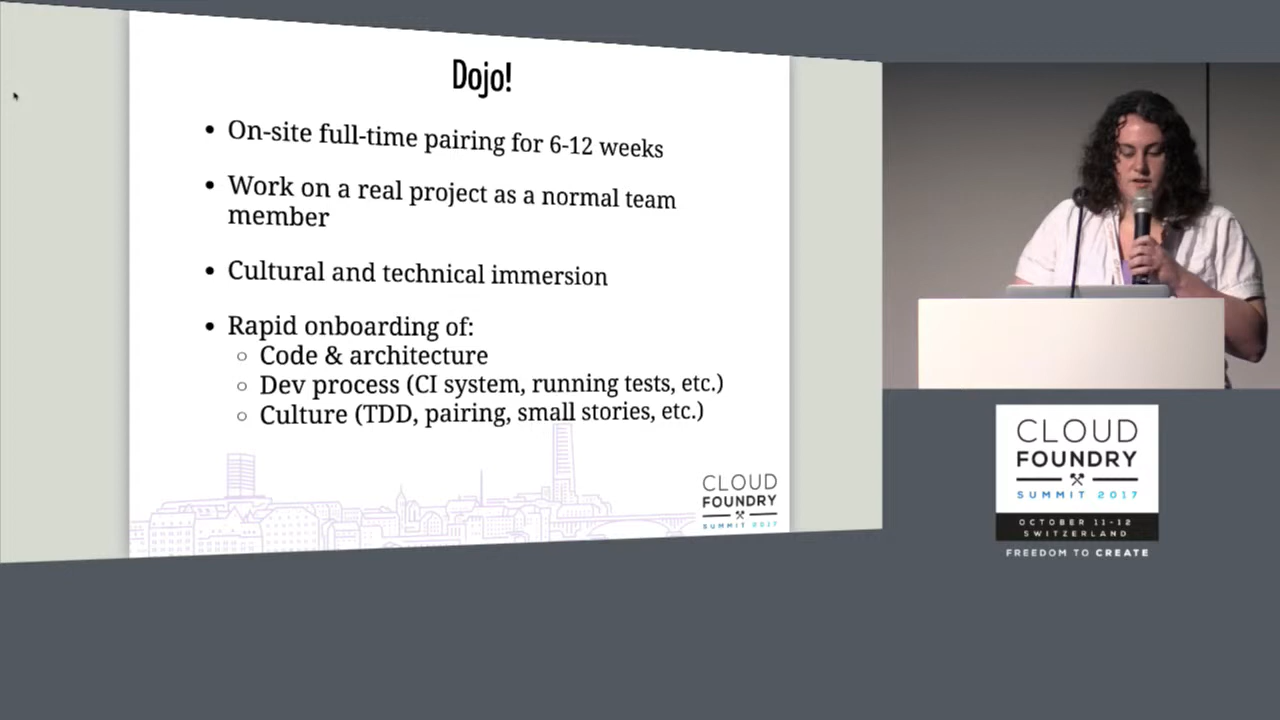 Dojo!
• On-site full-time pairing for 6-12 weeks
• Work on a real project as a normal team
member
• Cultural and technical immersion
• Rapid onboarding of:
○ Code & architecture
○ Dev process (CI system, running tests, etc.)
○ Culture (TDD, pairing, small stories, etc.)
CLOUD
FOUNDRY
SUMMIT 2017
CLOUD
FOUNDRY
SUMMIT 2017
OCTOBER 11-12
SWITZERLAND
FREEDOM TO CREATE